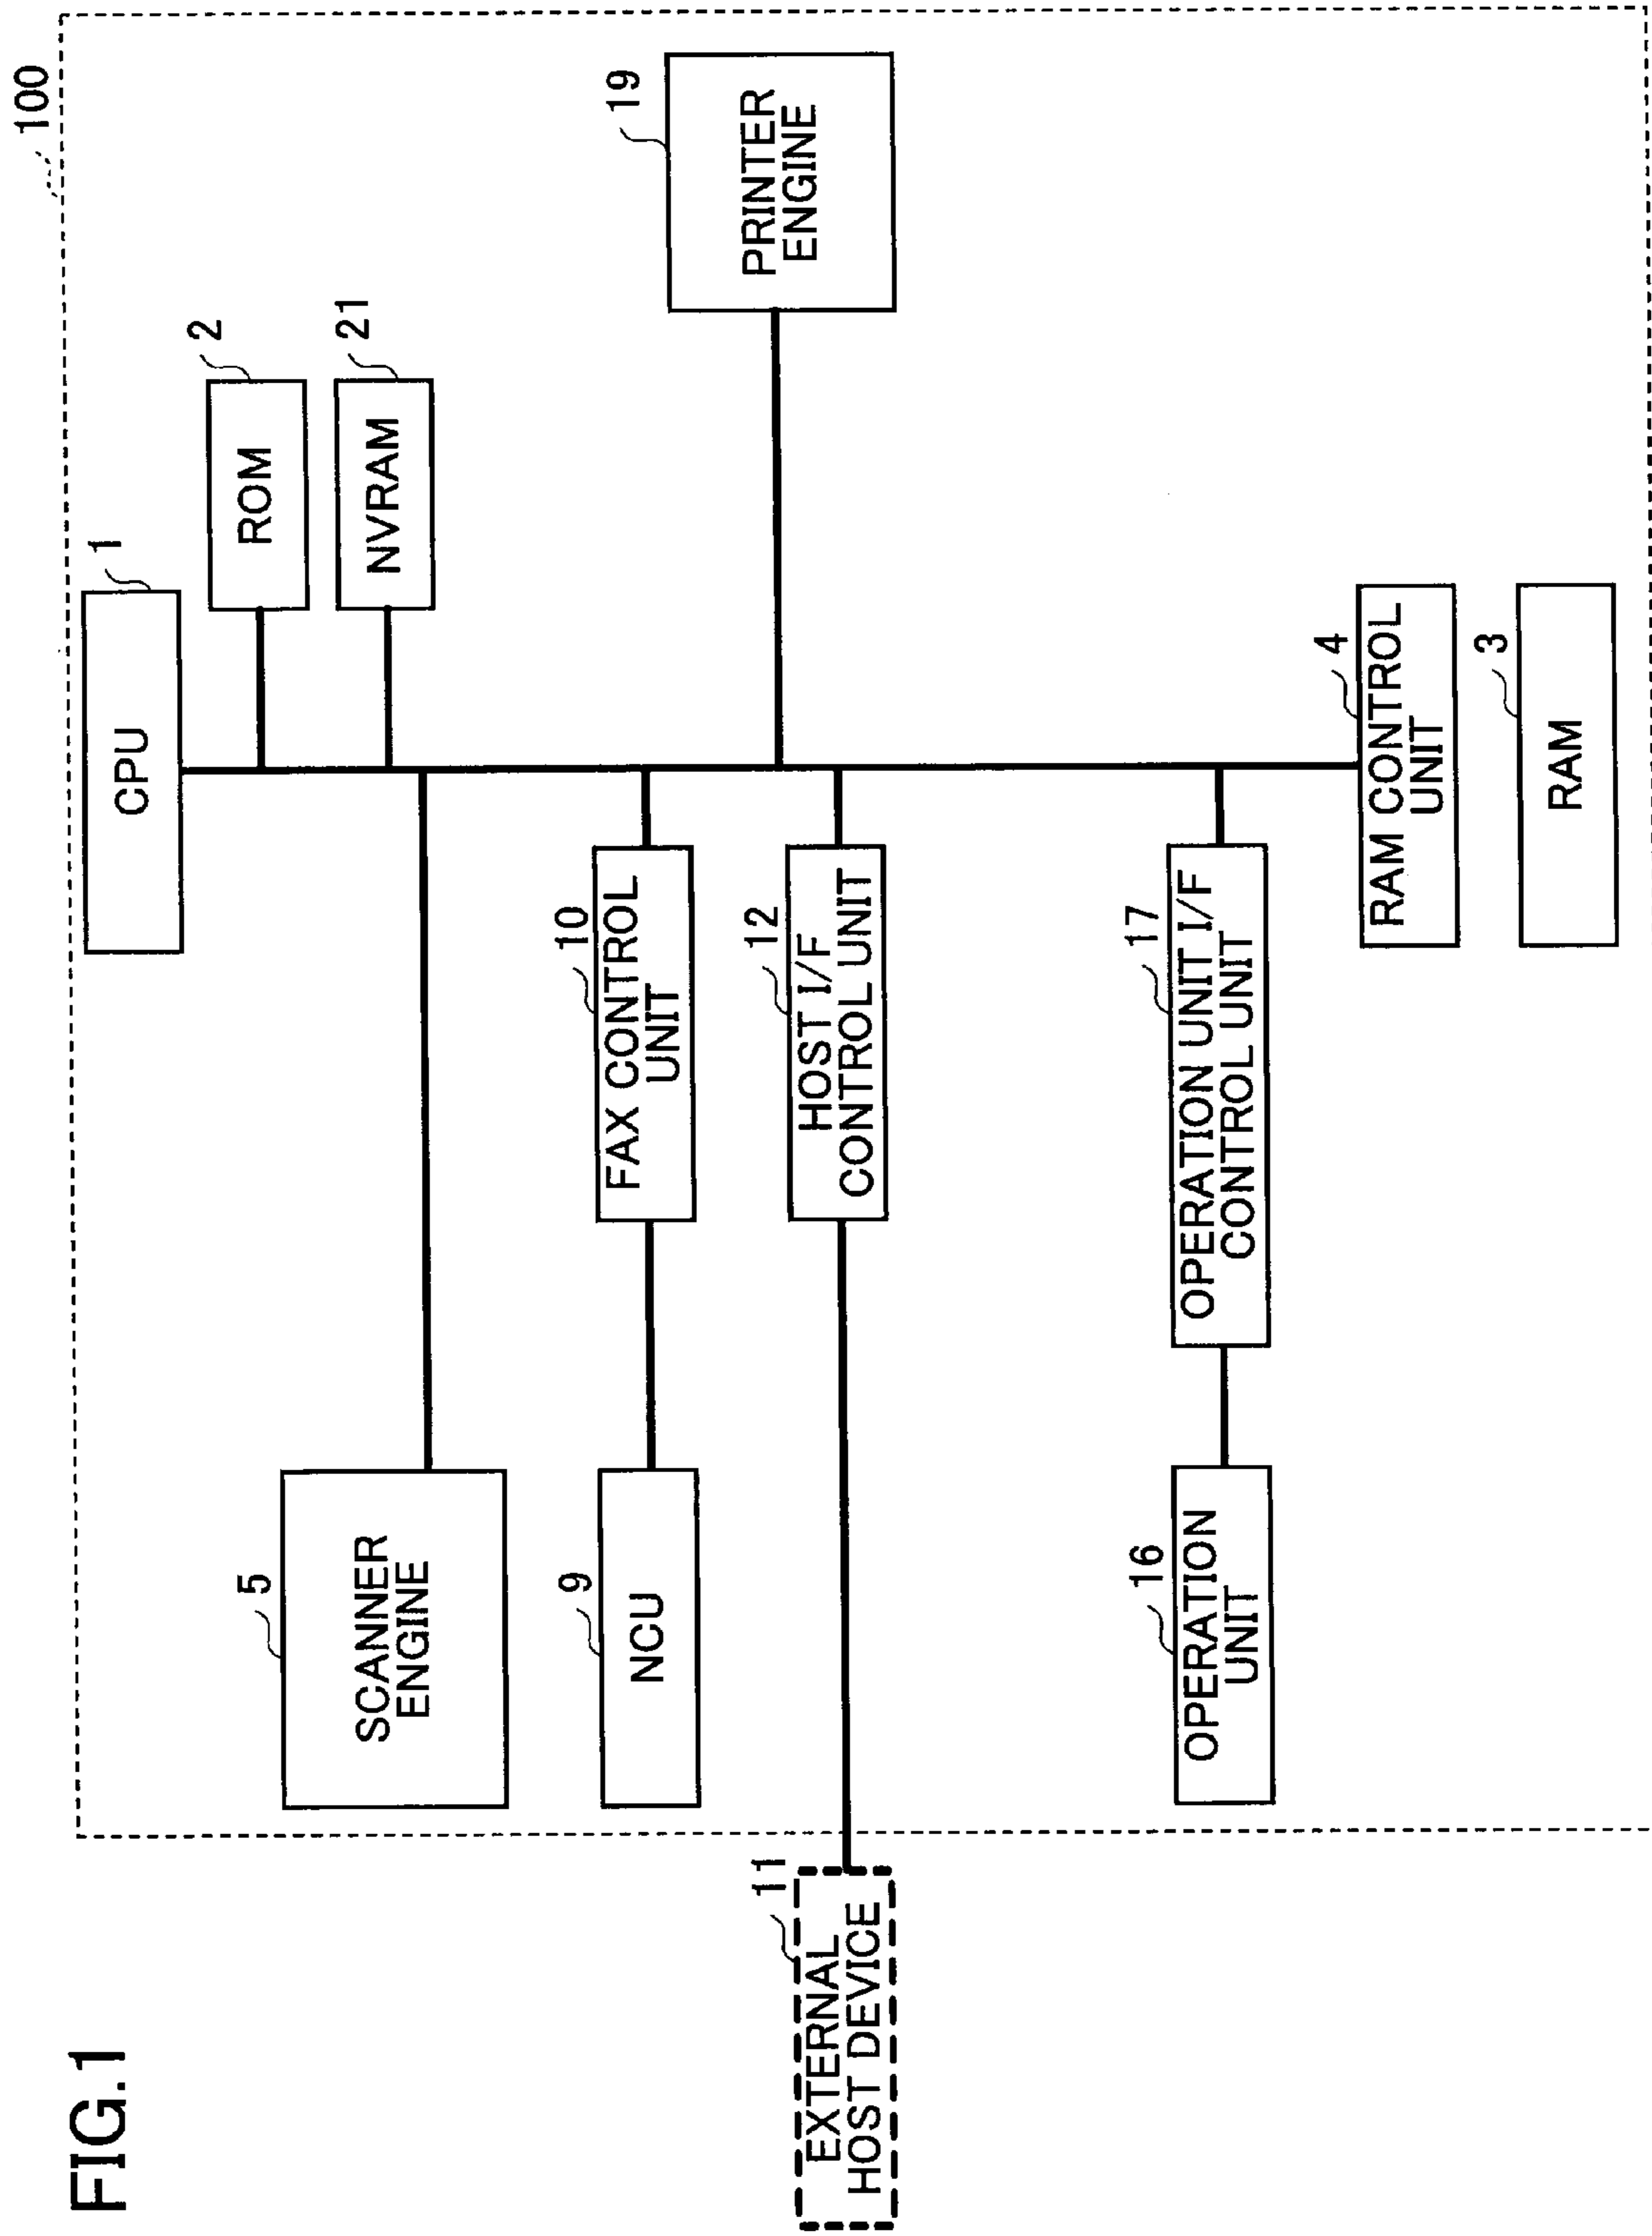 FIG.1
100
CPU
1
ROM
2
NVRAM
21
SCANNER
ENGINE
5
PRINTER
ENGINE
19
NCU
9
FAX CONTROL
UNIT
10
EXTERNAL
HOST DEVICE
11
HOST I/F
CONTROL UNIT
12
OPERATION
UNIT
16
OPERATION UNIT I/F
CONTROL UNIT
17
RAM CONTROL
UNIT
4
RAM
3